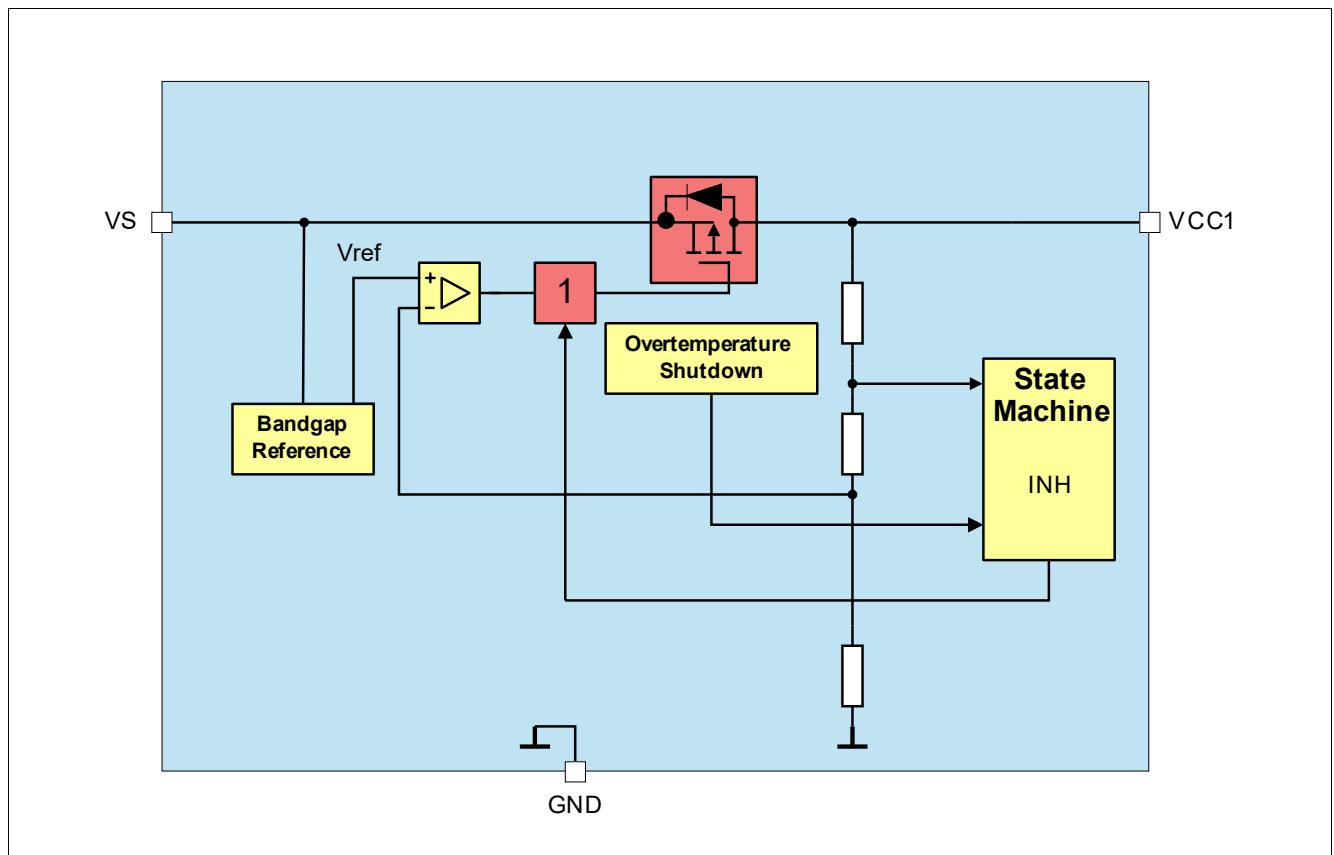 VS
VCC1
Vref
+
−
1
Overtemperature
Shutdown
State
Machine
INH
Bandgap
Reference
GND